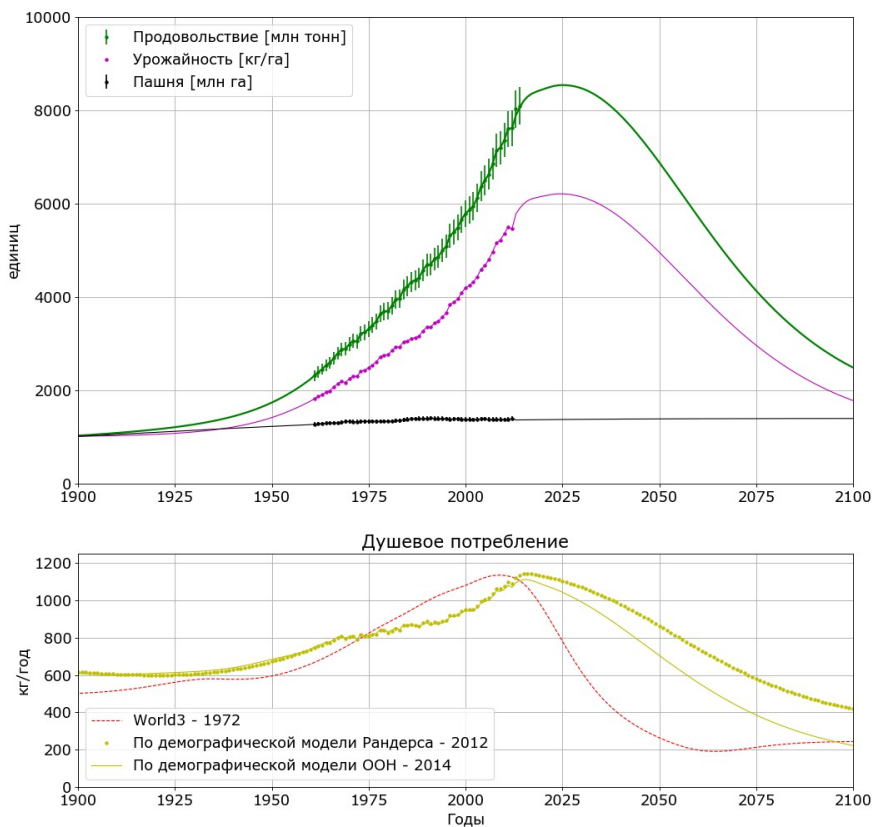 10000
Продовольствие [млн тонн]
Урожайность [кг/га]
Пашня [млн га]
8000
6000
единиц
4000
2000
0
1900 1925 1950 1975 2000 2025 2050 2075 2100
Душевое потребление
1200
1000
800
кг/год
600
400
200
0
World3 - 1972
По демографической модели Рандерса - 2012
По демографической модели ООН - 2014
1900 1925 1950 1975 2000 2025 2050 2075 2100
Годы